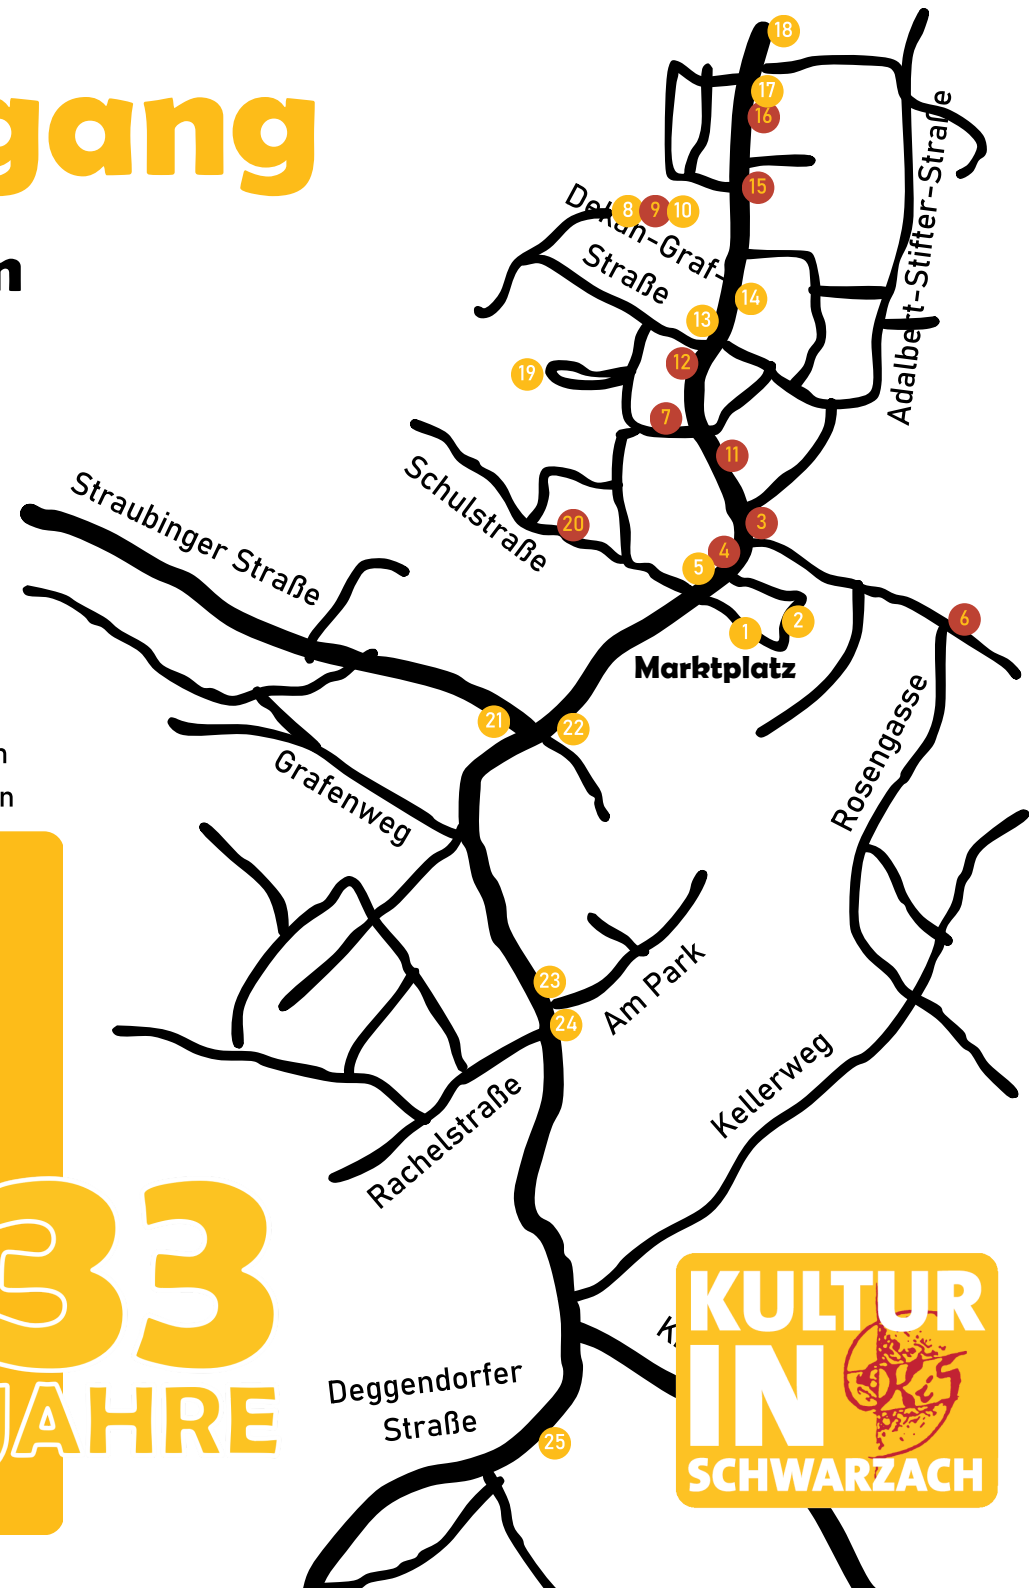 gang
n
n
n
33
JAHRE
18
17
16
15
Dekan-Graf-
Straße
8
9
10
14
13
12
19
7
11
Adalbert-Stifter-Straße
Schulstraße
20
3
4
5
Straubinger Straße
1
2
6
Marktplatz
21
22
Grafenweg
Rosengasse
23
24
Am Park
Rachelstraße
Kellerweg
Deggendorfer
Straße
25
KULTUR
IN
KiS
SCHWARZACH